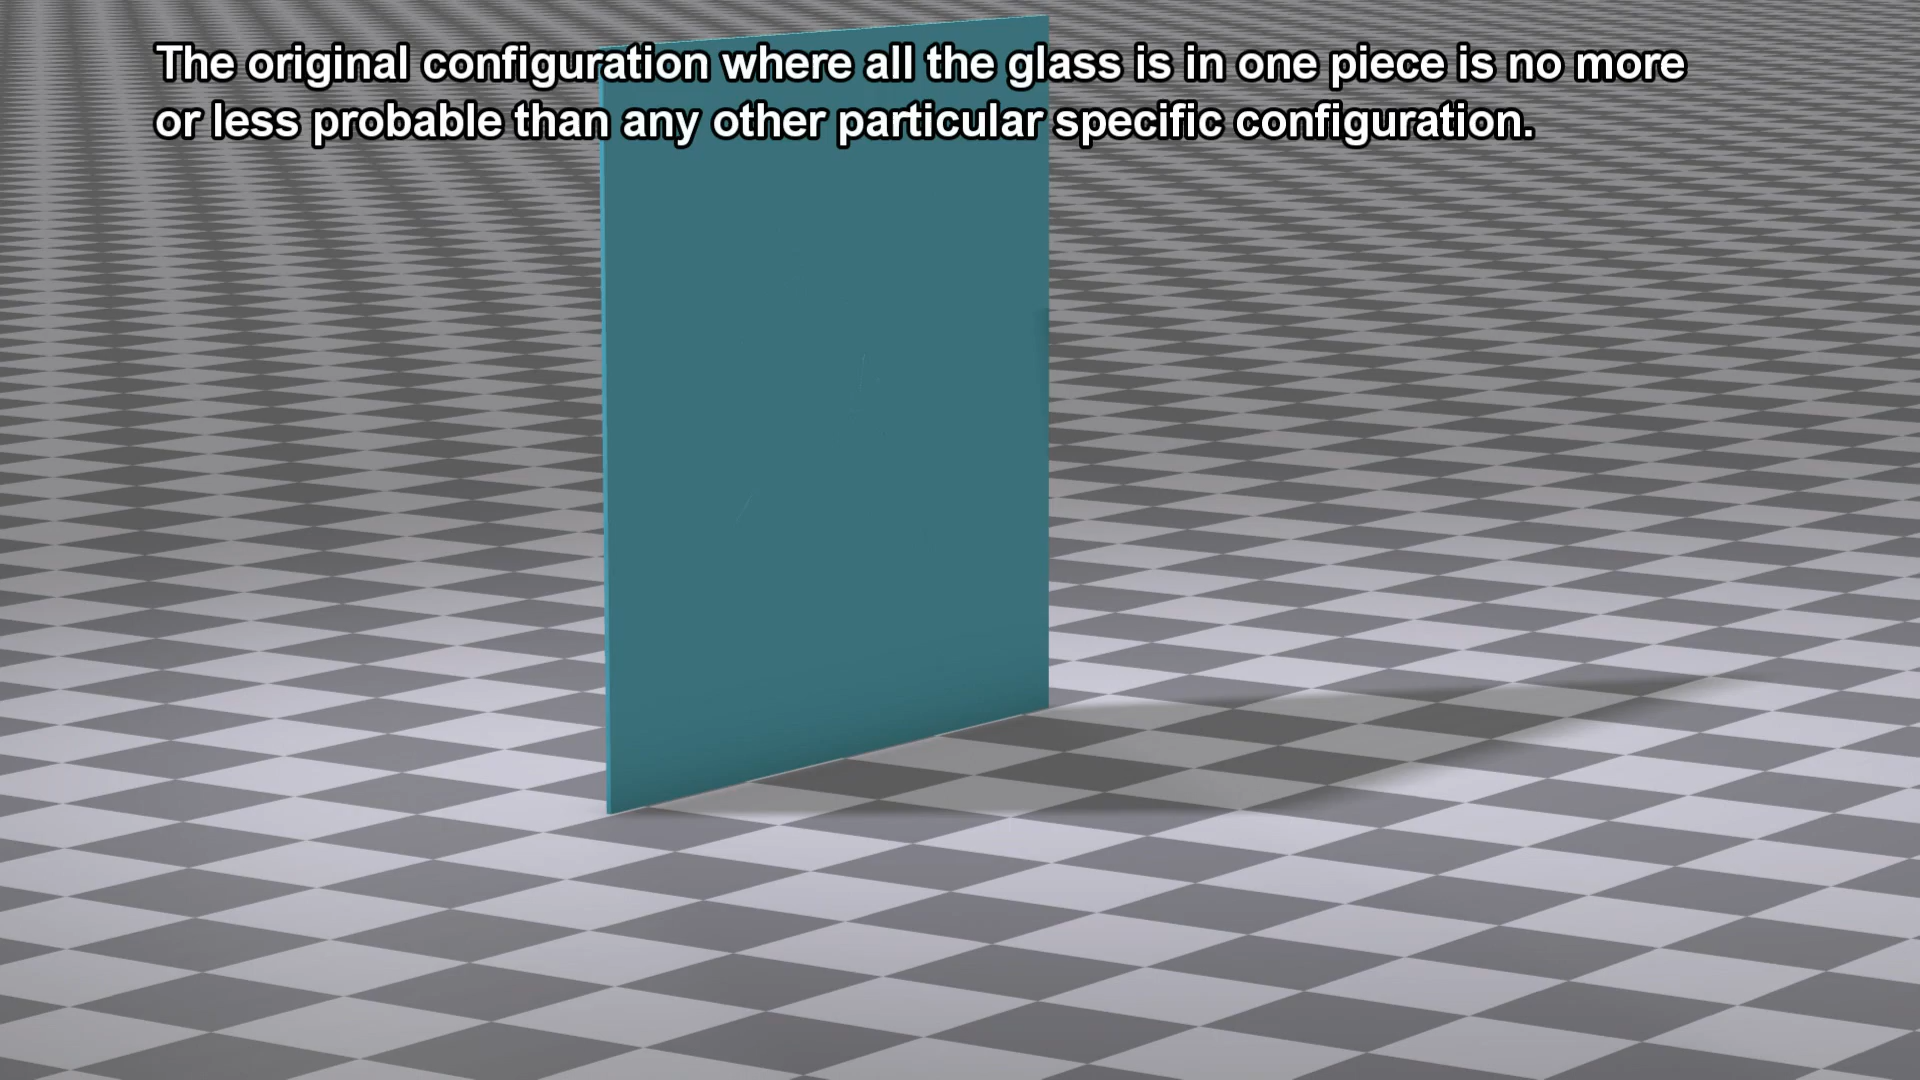 The original configuration where all the glass is in one piece is no more
or less probable than any other particular specific configuration.